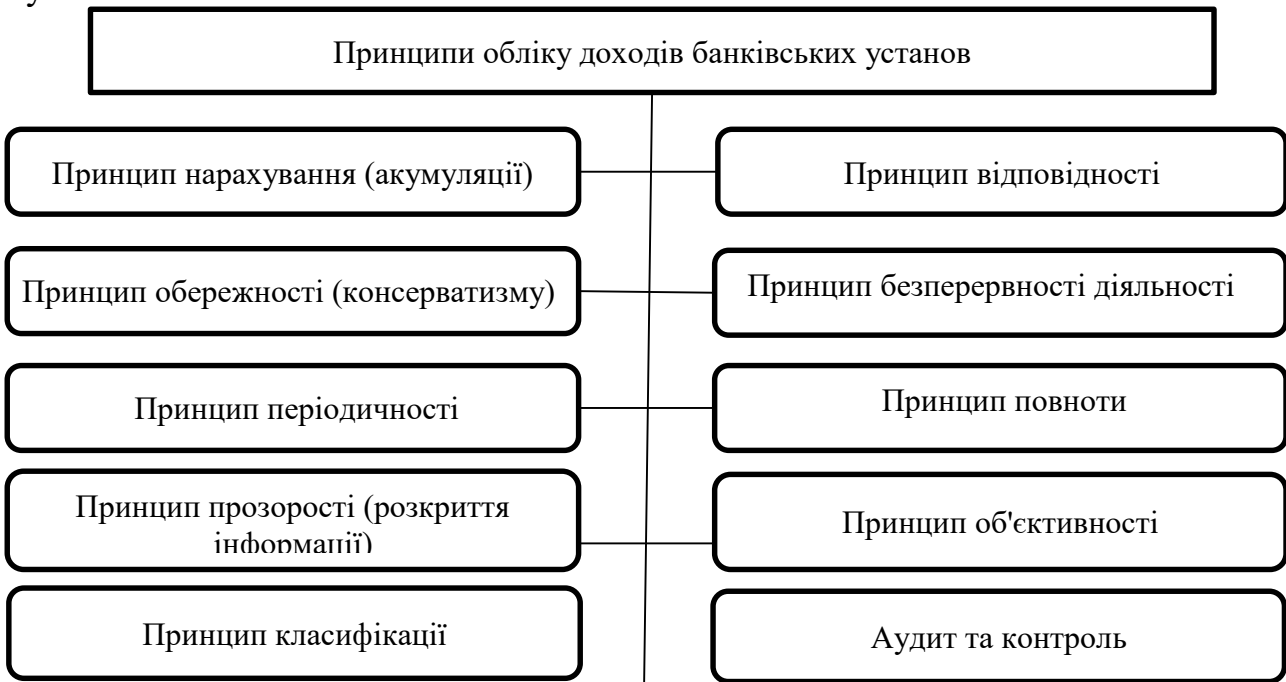 у
Принципи обліку доходів банківських установ
Принцип нарахування (акумуляції)
Принцип відповідності
Принцип обережності (консерватизму)
Принцип безперервності діяльності
Принцип періодичності
Принцип повноти
Принцип прозорості (розкриття
інформації)
Принцип об'єктивності
Принцип класифікації
Аудит та контроль